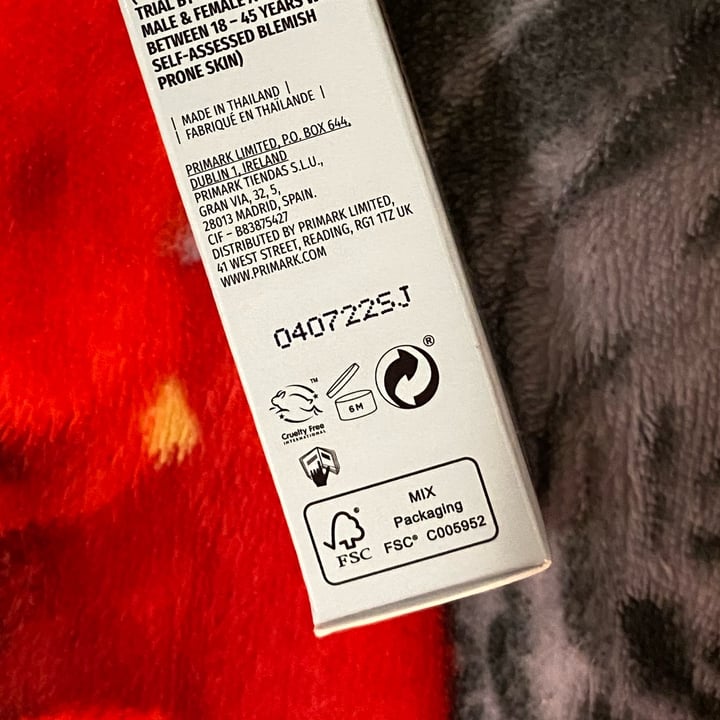 TRIAL BY
MALE & FEMALE
BETWEEN 18 – 45 YEARS
SELF-ASSESSED BLEMISH
PRONE SKIN)
| MADE IN THAILAND |
| FABRIQUÉ EN THAÏLANDE |
PRIMARK LIMITED, P.O. BOX 644,
DUBLIN 1, IRELAND
PRIMARK TIENDAS S.L.U.,
GRAN VIA, 32, 5,
28013 MADRID, SPAIN.
CIF – B83875427
DISTRIBUTED BY PRIMARK LIMITED,
41 WEST STREET, READING, RG1 1TZ UK
WWW.PRIMARK.COM
0407225J
TM
®
6 M
Cruelty Free
INTERNATIONAL
MIX
Packaging
FSC® C005952
FSC